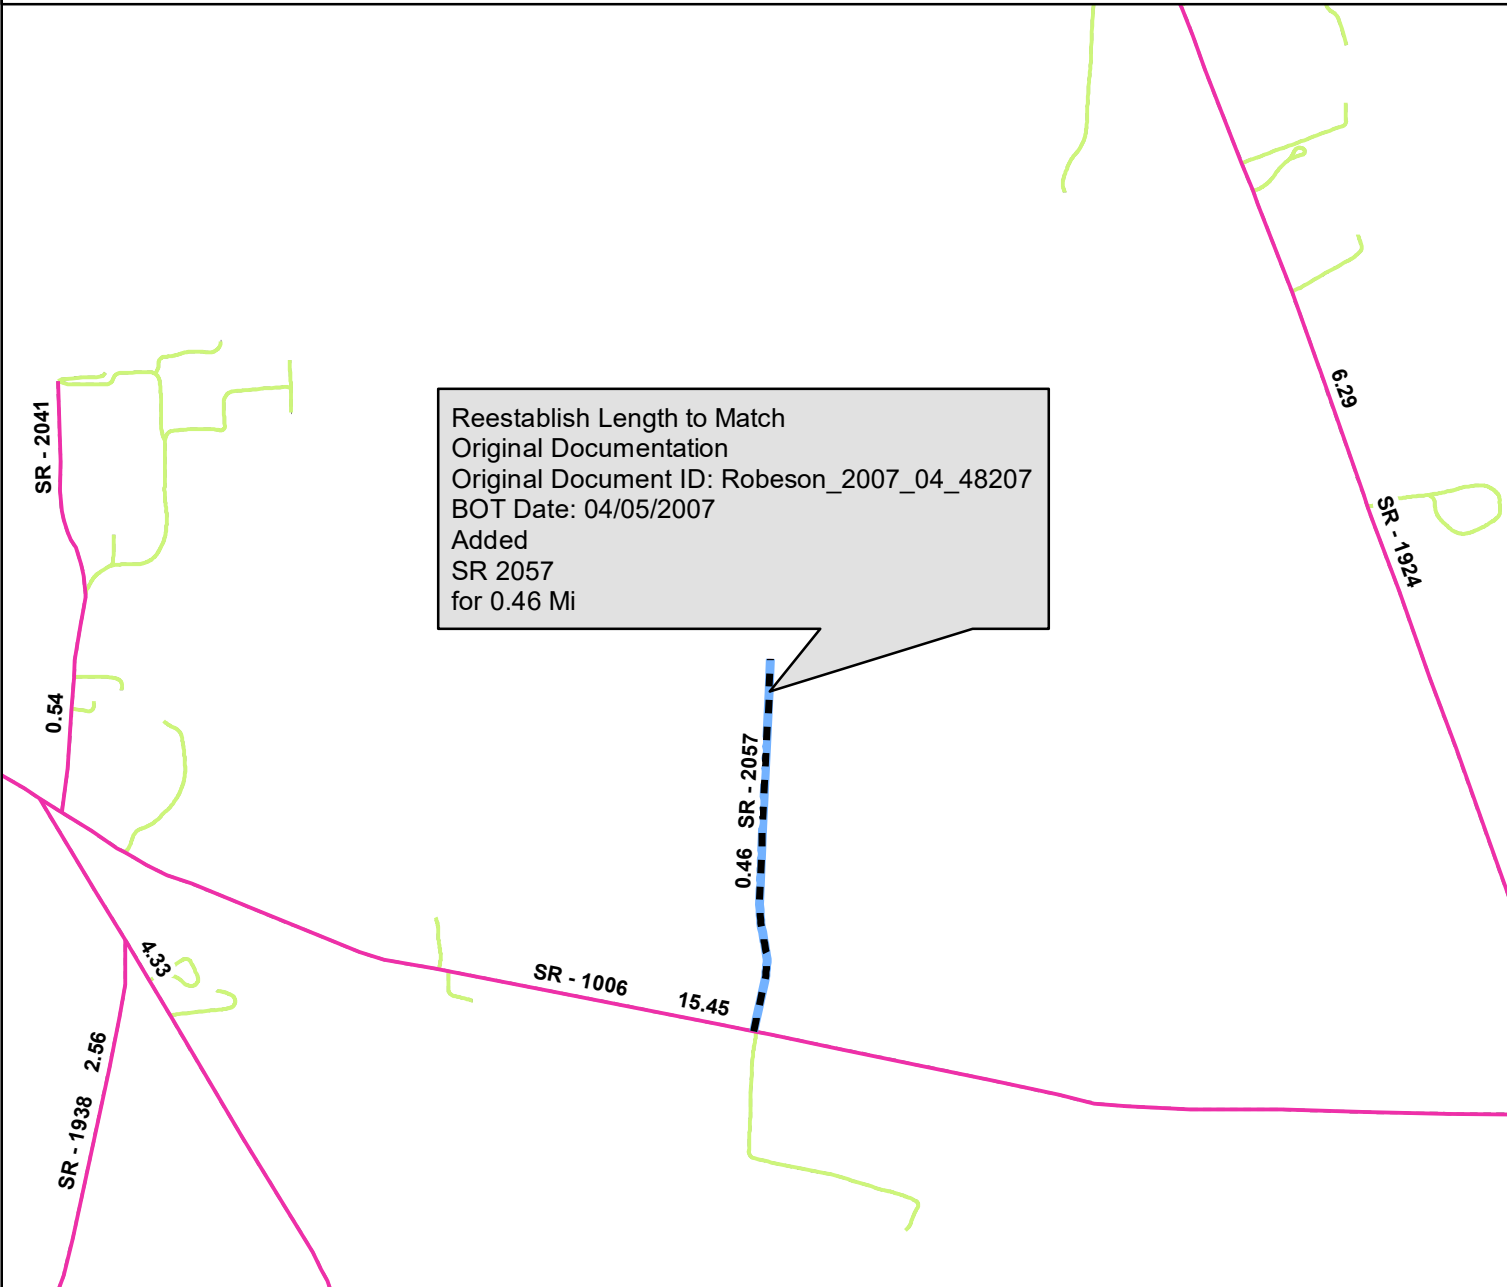 6.29
SR - 2041
Reestablish Length to Match
Original Documentation
Original Document ID: Robeson_2007_04_48207
BOT Date: 04/05/2007
Added
SR 2057
for 0.46 Mi
SR - 1924
0.54
0.46 SR - 2057
4.33
SR - 1006 15.45
SR - 1938 2.56